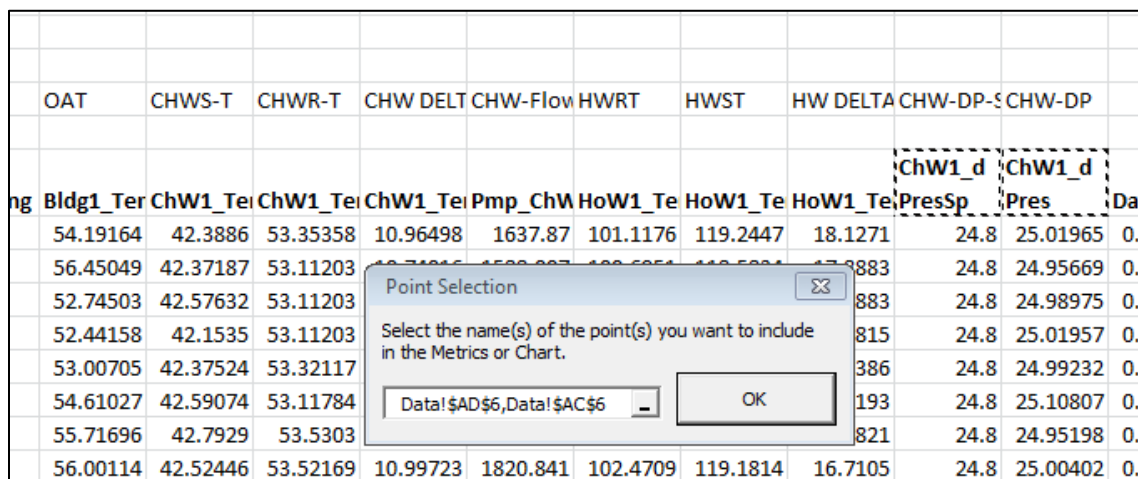 OAT CHWS-T CHWR-T CHW DELT CHW-Flow HWRT HWST HW DELTA CHW-DP-S CHW-DP
ChW1_d ChW1_d
ng Bldg1_Ter ChW1_Te ChW1_Te ChW1_Te Pmp_ChW HoW1_Te HoW1_Te HoW1_Te PresSp Pres Da
54.19164 42.3886 53.35358 10.96498 1637.87 101.1176 119.2447 18.1271 24.8 25.01965 0.
56.45049 42.37187 53.11203 883 24.8 24.95669 0.
Point Selection
52.74503 42.57632 53.11203 883 24.8 24.98975 0.
Select the name(s) of the point(s) you want to include
52.44158 42.1535 53.11203 815 24.8 25.01957 0.
in the Metrics or Chart.
53.00705 42.37524 53.32117 386 24.8 24.99232 0.
54.61027 42.59074 53.11784 Data!$AD$6,Data!$AC$6 OK 193 24.8 25.10807 0.
55.71696 42.7929 53.5303 821 24.8 24.95198 0.
56.00114 42.52446 53.52169 10.99723 1820.841 102.4709 119.1814 16.7105 24.8 25.00402 0.